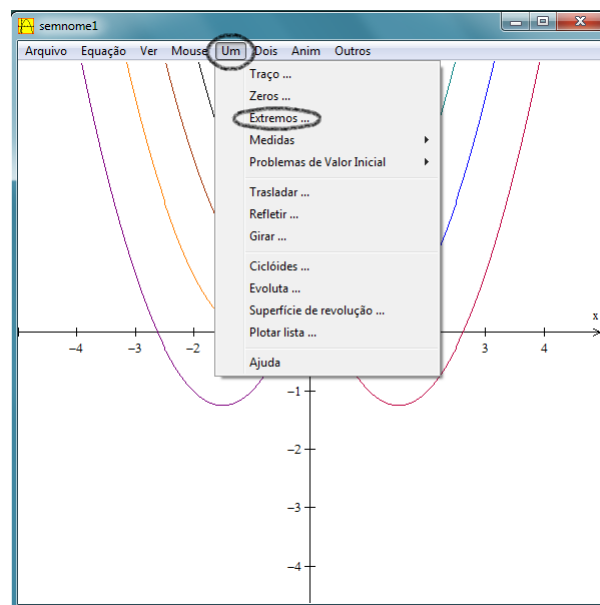 semnome1
Arquivo Equação Ver Mouse Um Dois Anim Outros
Traço ...
Zeros ...
Extremos ...
Medidas
Problemas de Valor Inicial
Trasladar ...
Refletir ...
Girar ...
Ciclóides ...
Evoluta ...
Superfície de revolução ...
Plotar lista ...
Ajuda
x
−4 −3 −2 3 4
−1
−2
−3
−4